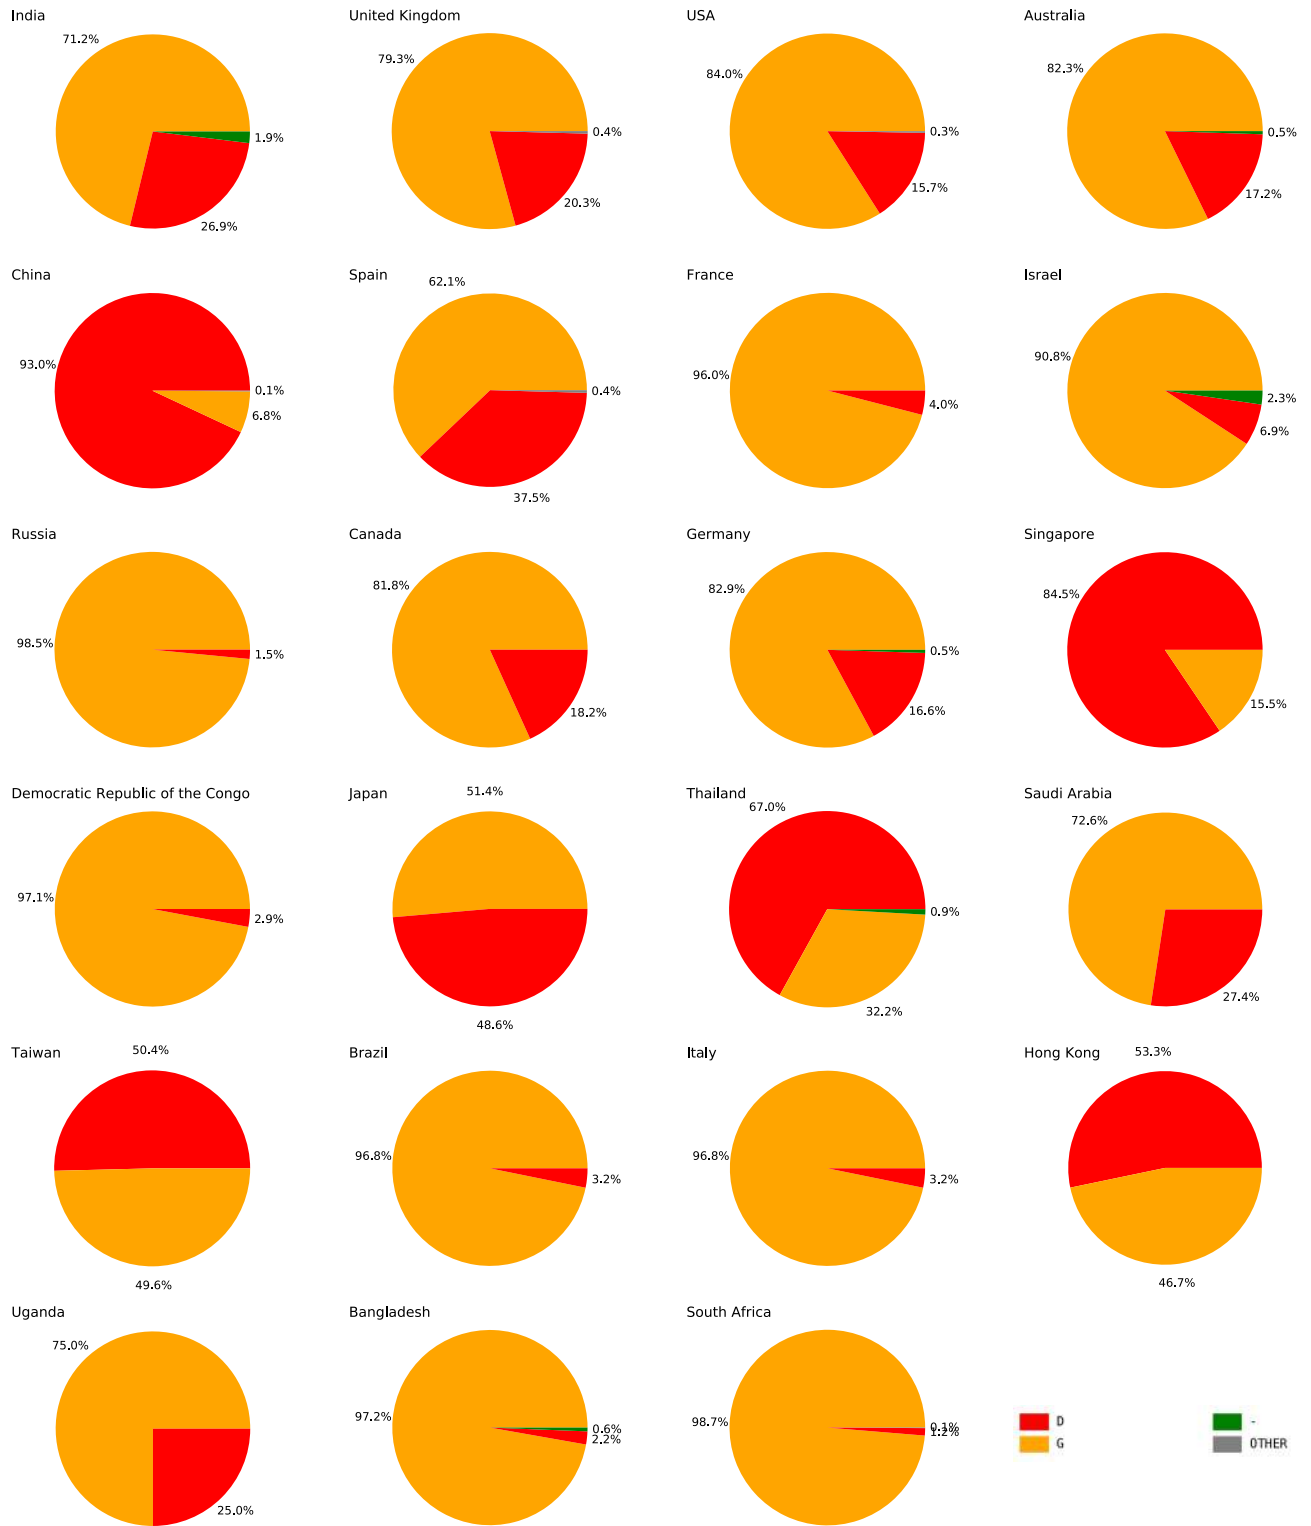 India
71.2%
1.9%
26.9%
United Kingdom
79.3%
0.4%
20.3%
USA
84.0%
0.3%
15.7%
Australia
82.3%
0.5%
17.2%
China
93.0%
0.1%
6.8%
Spain
62.1%
0.4%
37.5%
France
96.0%
4.0%
Israel
90.8%
2.3%
6.9%
Russia
98.5%
1.5%
Canada
81.8%
18.2%
Germany
82.9%
0.5%
16.6%
Singapore
84.5%
15.5%
Democratic Republic of the Congo
97.1%
2.9%
Japan
51.4%
48.6%
Thailand
67.0%
0.9%
32.2%
Saudi Arabia
72.6%
27.4%
Taiwan
50.4%
49.6%
Brazil
96.8%
3.2%
Italy
96.8%
3.2%
Hong Kong
53.3%
46.7%
Uganda
75.0%
25.0%
Bangladesh
97.2%
0.6%
2.2%
South Africa
98.7%
0.1%
1.2%
D
G
-
OTHER